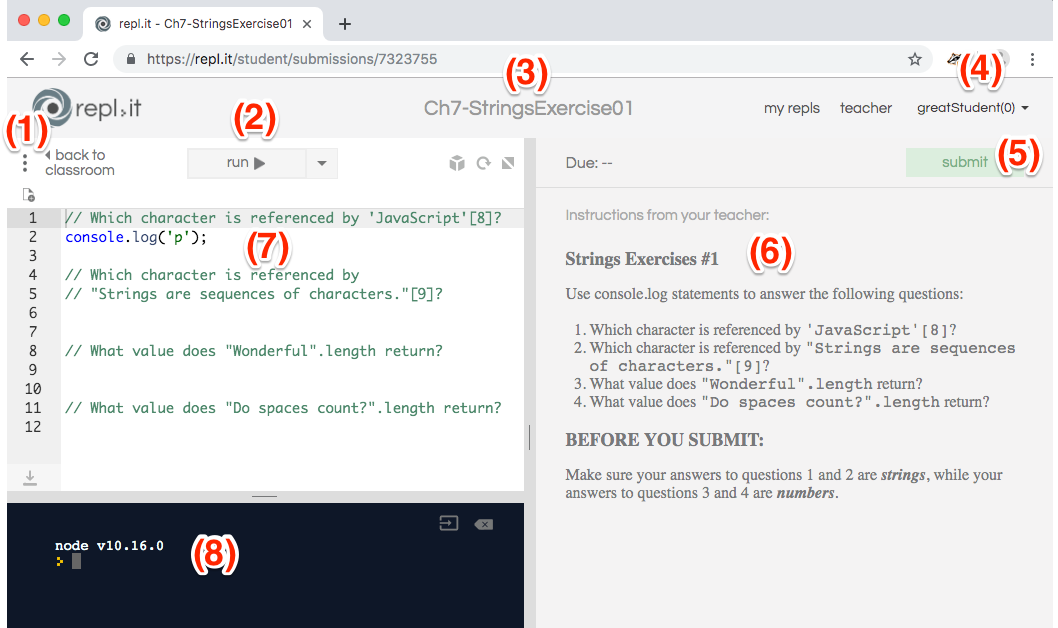 repl.it - Ch7-StringsExercise01
https://repl.it/student/submissions/7323755
(3)
(4)
repl.it
Ch7-StringsExercise01
my repls
teacher
greatStudent(0)
(1)
(2)
back to
classroom
run
Due: --
submit
(5)
1 // Which character is referenced by 'JavaScript'[8]?
2 console.log('p');
(7)
3
4 // Which character is referenced by
5 // "Strings are sequences of characters."[9]?
6
7
8 // What value does "Wonderful".length return?
9
10
11 // What value does "Do spaces count?".length return?
12
Instructions from your teacher:
Strings Exercises #1
(6)
Use console.log statements to answer the following questions:
1. Which character is referenced by 'JavaScript'[8]?
2. Which character is referenced by "Strings are sequences
of characters."[9]?
3. What value does "Wonderful".length return?
4. What value does "Do spaces count?".length return?
BEFORE YOU SUBMIT:
Make sure your answers to questions 1 and 2 are strings, while your
answers to questions 3 and 4 are numbers.
node v10.16.0
(8)